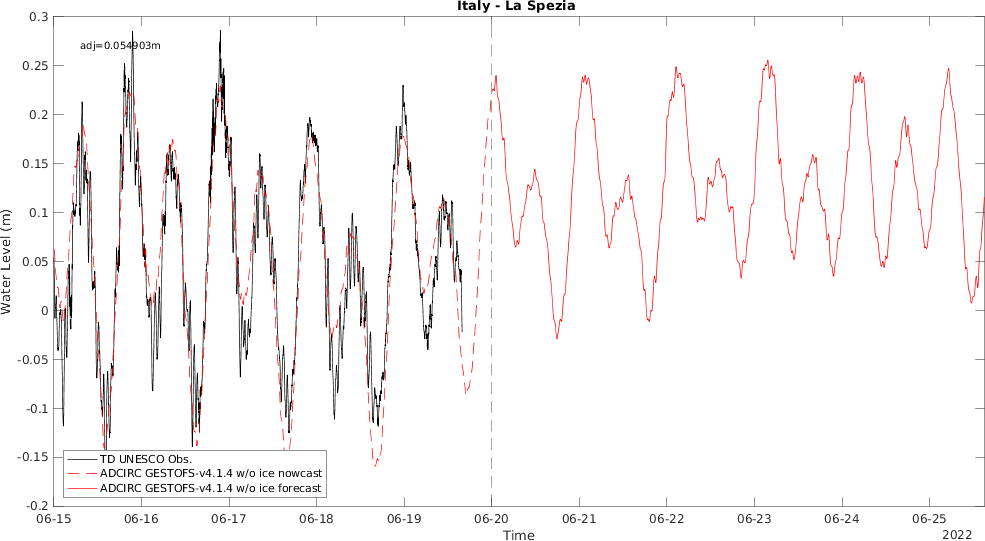 Italy - La Spezia
adj=0.054903m
Water Level (m)
0.3
0.25
0.2
0.15
0.1
0.05
0
-0.05
-0.1
-0.15
-0.2
TD UNESCO Obs.
ADCIRC GESTOFS-v4.1.4 w/o ice nowcast
ADCIRC GESTOFS-v4.1.4 w/o ice forecast
06-15 06-16 06-17 06-18 06-19 06-20 06-21 06-22 06-23 06-24 06-25
Time
2022